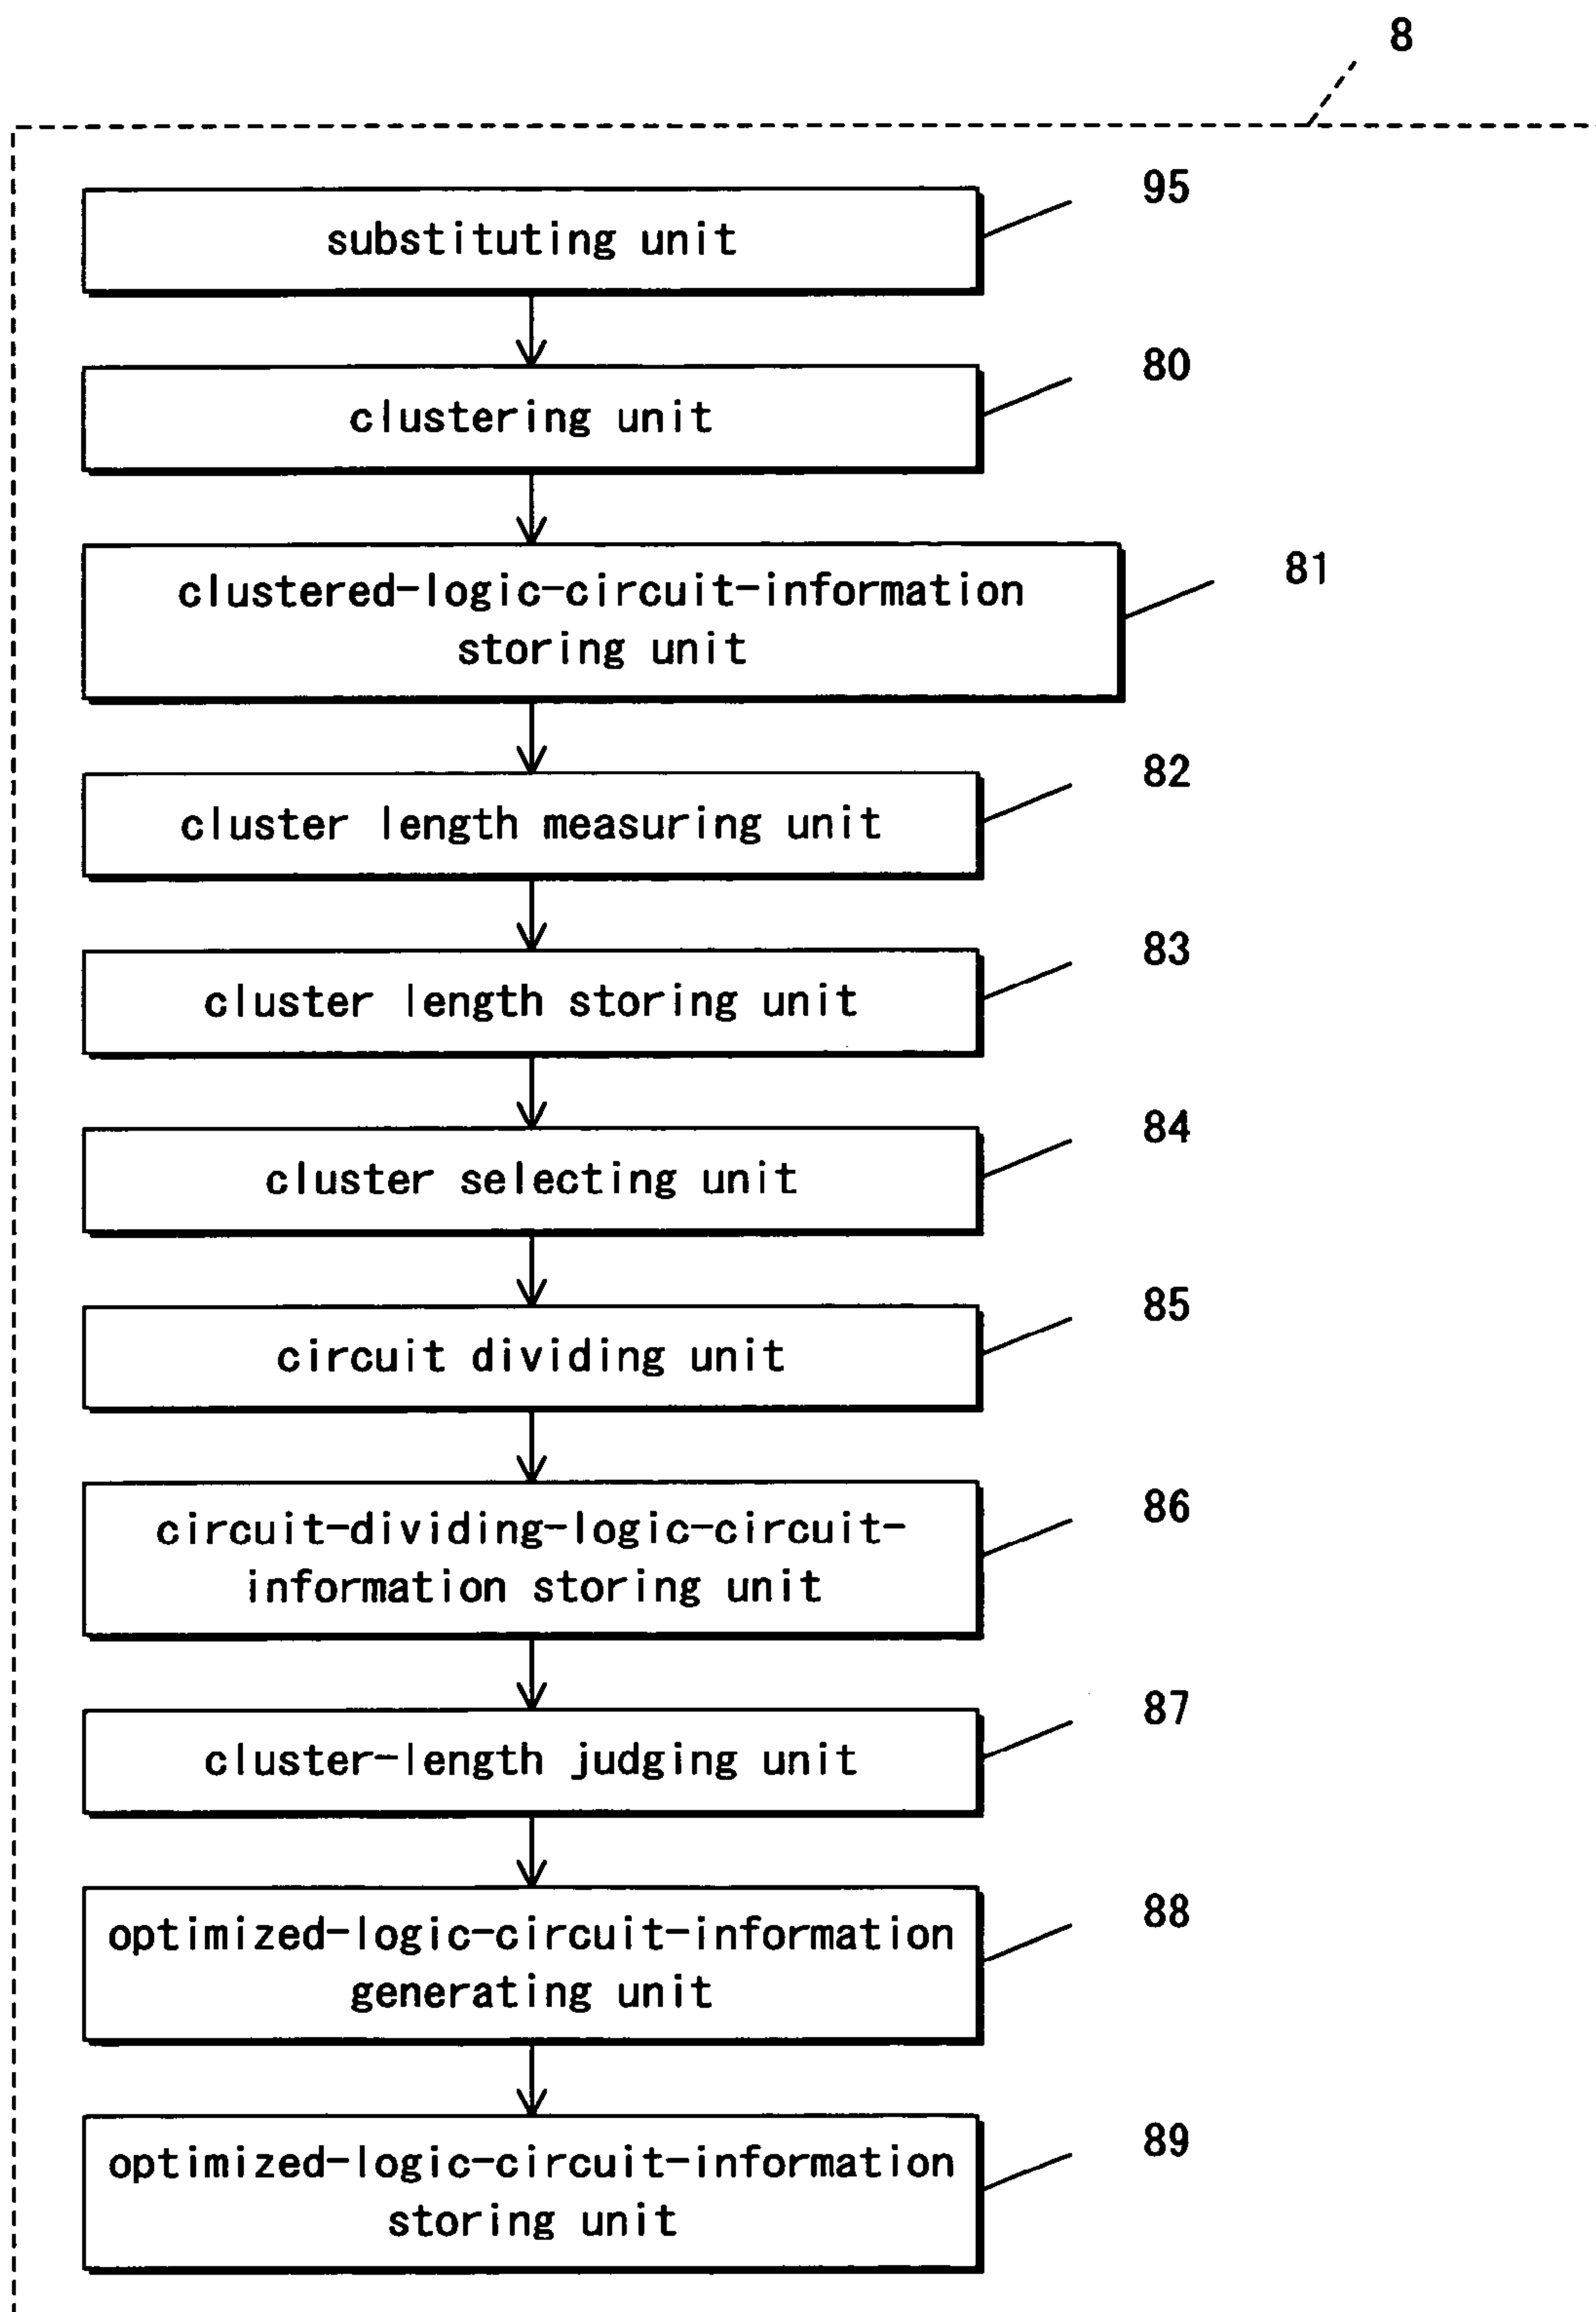 8
95
substituting unit
80
clustering unit
81
clustered-logic-circuit-information
storing unit
82
cluster length measuring unit
83
cluster length storing unit
84
cluster selecting unit
85
circuit dividing unit
86
circuit-dividing-logic-circuit-
information storing unit
87
cluster-length judging unit
88
optimized-logic-circuit-information
generating unit
89
optimized-logic-circuit-information
storing unit